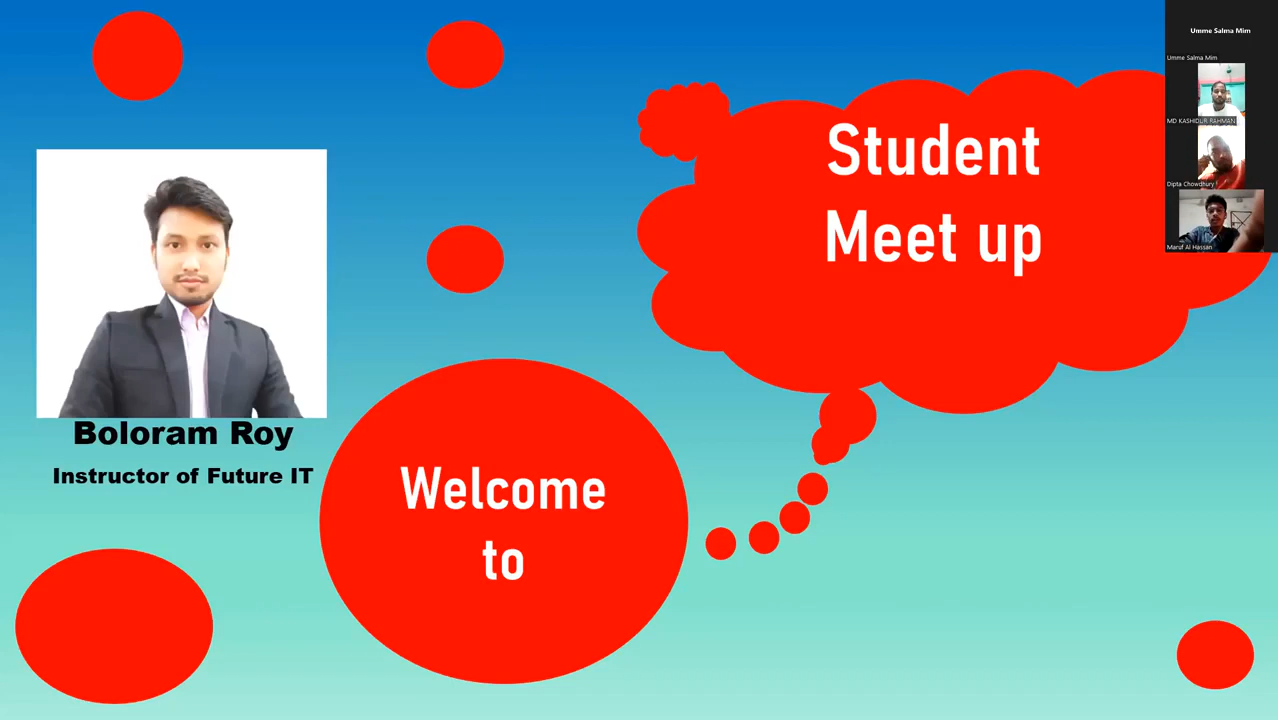 Student
Meet up
Boloram Roy
Instructor of Future IT
Welcome
to
Umme Salma Mim
Umme Salma Mim
MD KASHIDUR RAHMAN
Dipta Chowdhury
Maruf Al Hassan